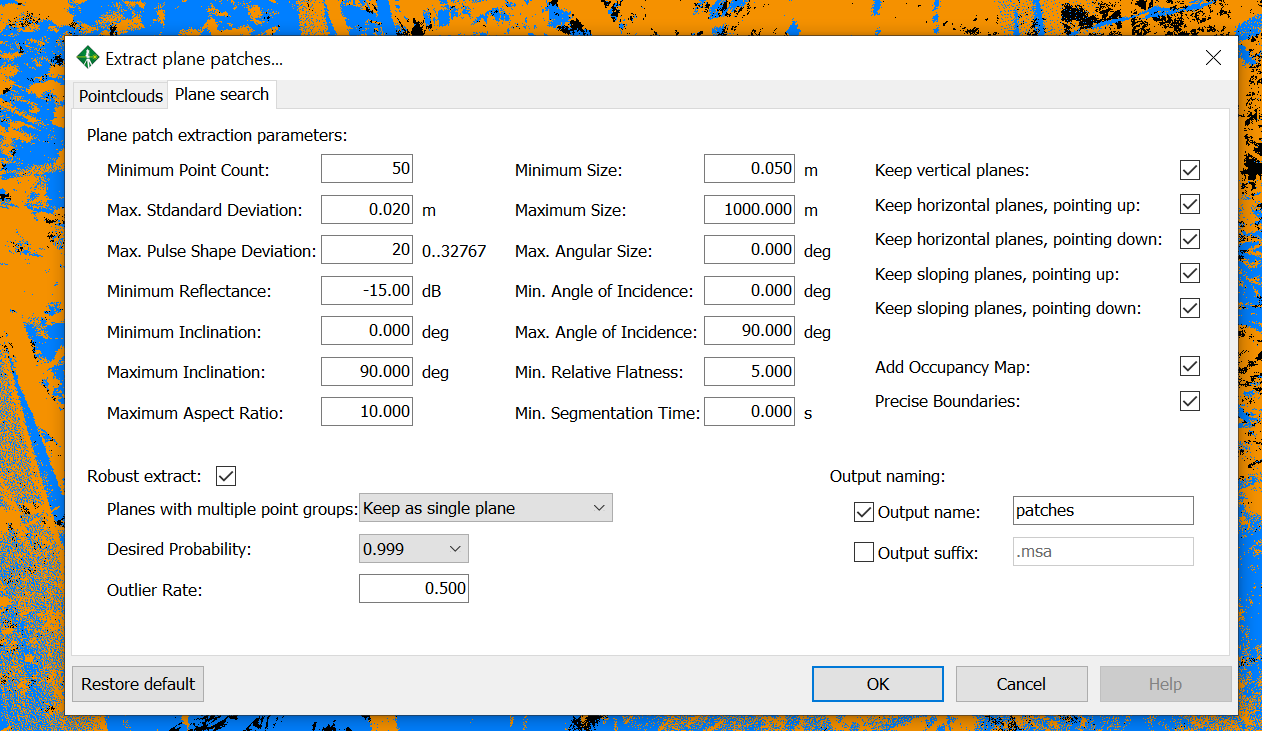 Extract plane patches...
Pointclouds
Plane search
Plane patch extraction parameters:
Minimum Point Count: 50
Max. Stdandard Deviation: 0.020 m
Max. Pulse Shape Deviation: 20 0..32767
Minimum Reflectance: -15.00 dB
Minimum Inclination: 0.000 deg
Maximum Inclination: 90.000 deg
Maximum Aspect Ratio: 10.000
Minimum Size: 0.050 m
Maximum Size: 1000.000 m
Max. Angular Size: 0.000 deg
Min. Angle of Incidence: 0.000 deg
Max. Angle of Incidence: 90.000 deg
Min. Relative Flatness: 5.000
Min. Segmentation Time: 0.000 s
Keep vertical planes:
Keep horizontal planes, pointing up:
Keep horizontal planes, pointing down:
Keep sloping planes, pointing up:
Keep sloping planes, pointing down:
Add Occupancy Map:
Precise Boundaries:
Robust extract:
Planes with multiple point groups: Keep as single plane
Desired Probability: 0.999
Outlier Rate: 0.500
Output naming:
Output name: patches
Output suffix: .msa
Restore default
OK
Cancel
Help